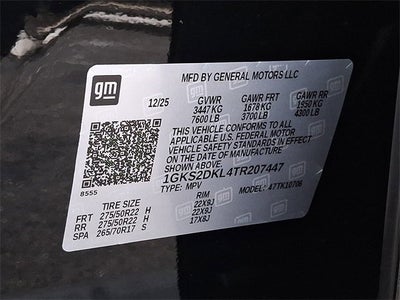 gm
MFD BY GENERAL MOTORS LLC
12/25 GVWR GAWR FRT GAWR RR
3447 KG 1678 KG 1950 KG
7600 LB 3700 LB 4300 LB
THIS VEHICLE CONFORMS TO ALL
APPLICABLE U.S. FEDERAL MOTOR
VEHICLE SAFETY STANDARDS IN EFFECT
ON THE DATE OF MANUFACTURE
1GKS2DKL4TR207447
TYPE: MPV MODEL: 4TTK10706
8555
TIRE SIZE RIM
FRT 275/50R22 H 22X9J
RR 275/50R22 H 22X9J
SPA 265/70R17 S 17X8J